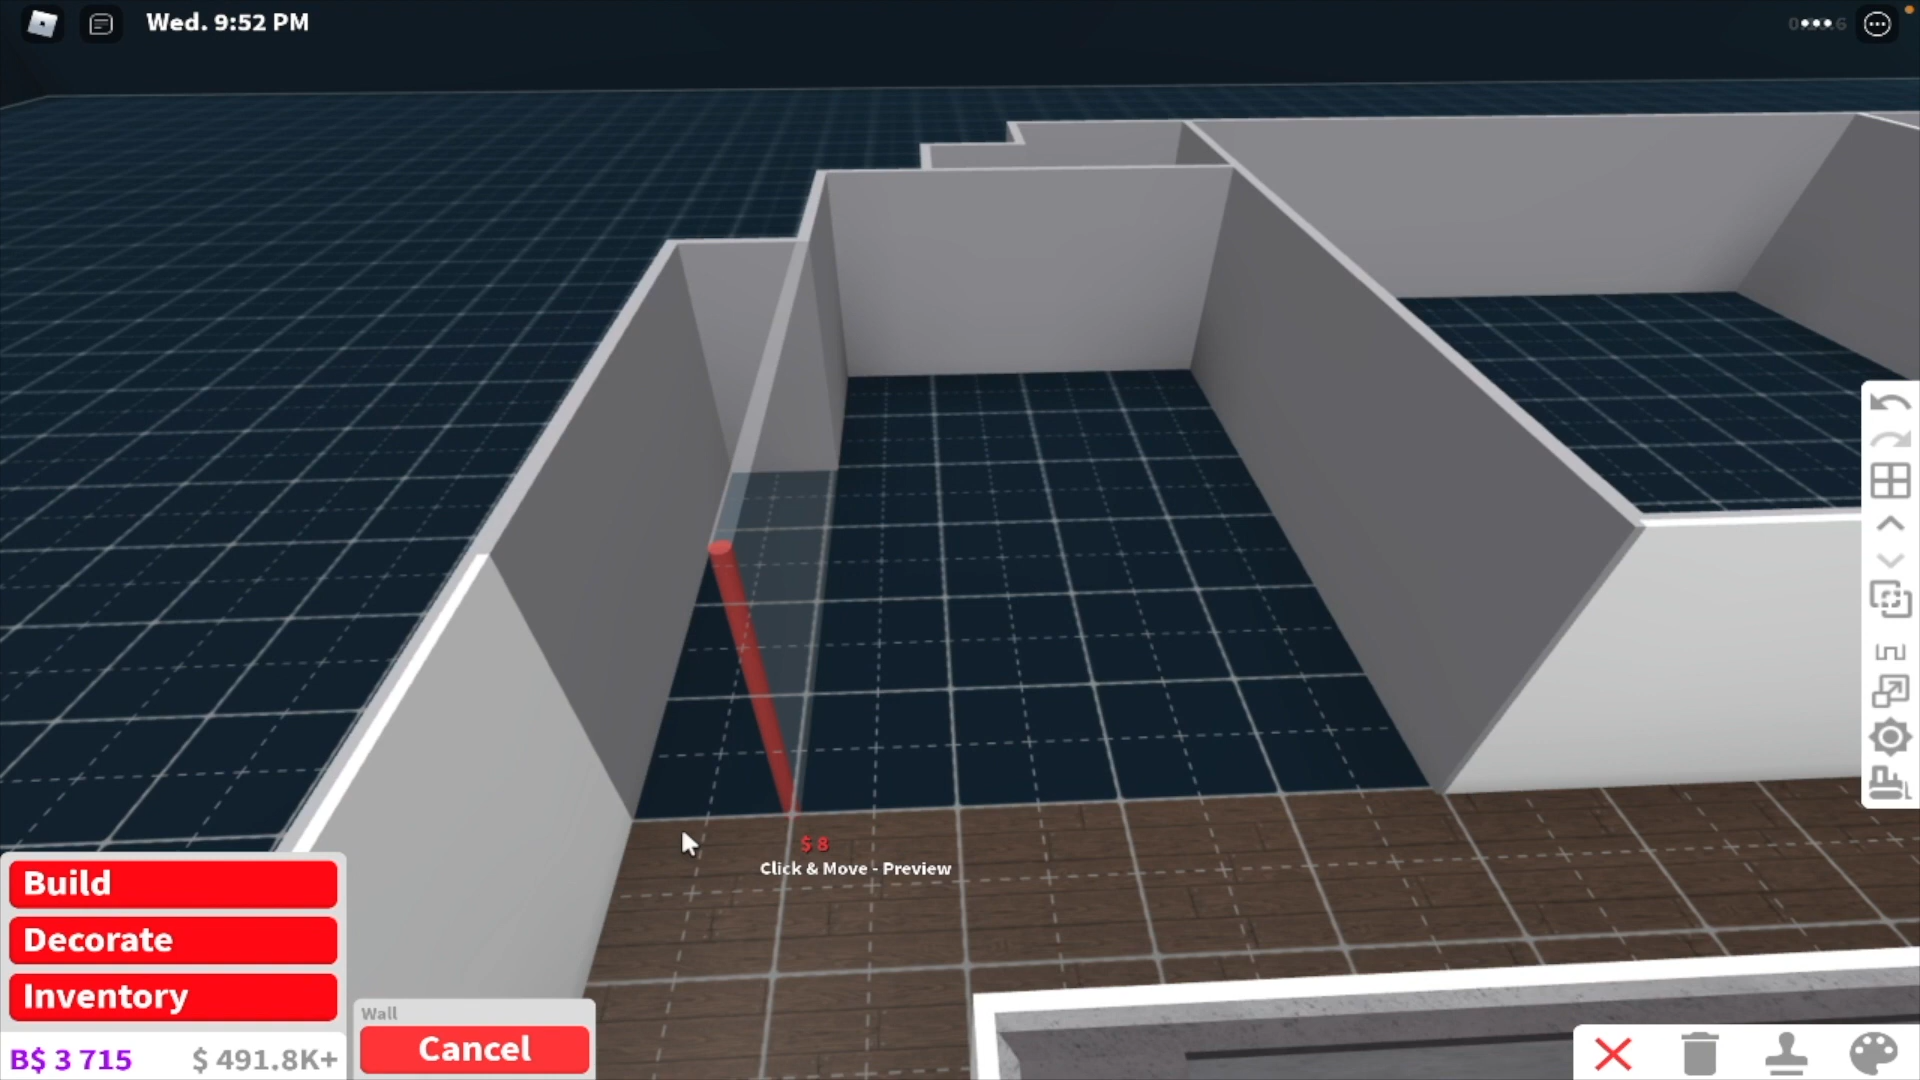 Wed. 9:52 PM
$ 8
Click & Move - Preview
Build
Decorate
Inventory
Wall
Cancel
B$ 3 715
$ 491.8K+